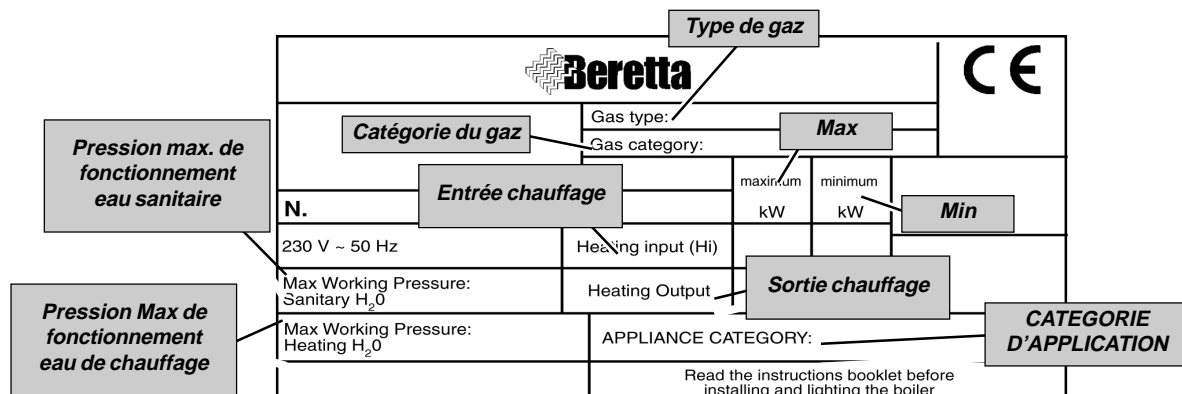 Type de gaz
Beretta
CE
Gas type:
Catégorie du gaz
Max
Gas category:
Pression max. de
fonctionnement
eau sanitaire
Entrée chauffage
maximum
minimum
N.
kW
kW
Min
230 V ~ 50 Hz
Heating input (Hi)
Max Working Pressure:
Sanitary H₂0
Heating Output
Sortie chauffage
Pression Max de
fonctionnement
eau de chauffage
Max Working Pressure:
Heating H₂0
APPLIANCE CATEGORY:
CATEGORIE
D'APPLICATION
Read the instructions booklet before
installing and lighting the boiler